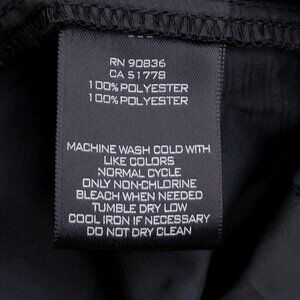 RN 90836
CA 51778
100% POLYESTER
100% POLYESTER
MACHINE WASH COLD WITH
LIKE COLORS
NORMAL CYCLE
ONLY NON-CHLORINE
BLEACH WHEN NEEDED
TUMBLE DRY LOW
COOL IRON IF NECESSARY
DO NOT DRY CLEAN